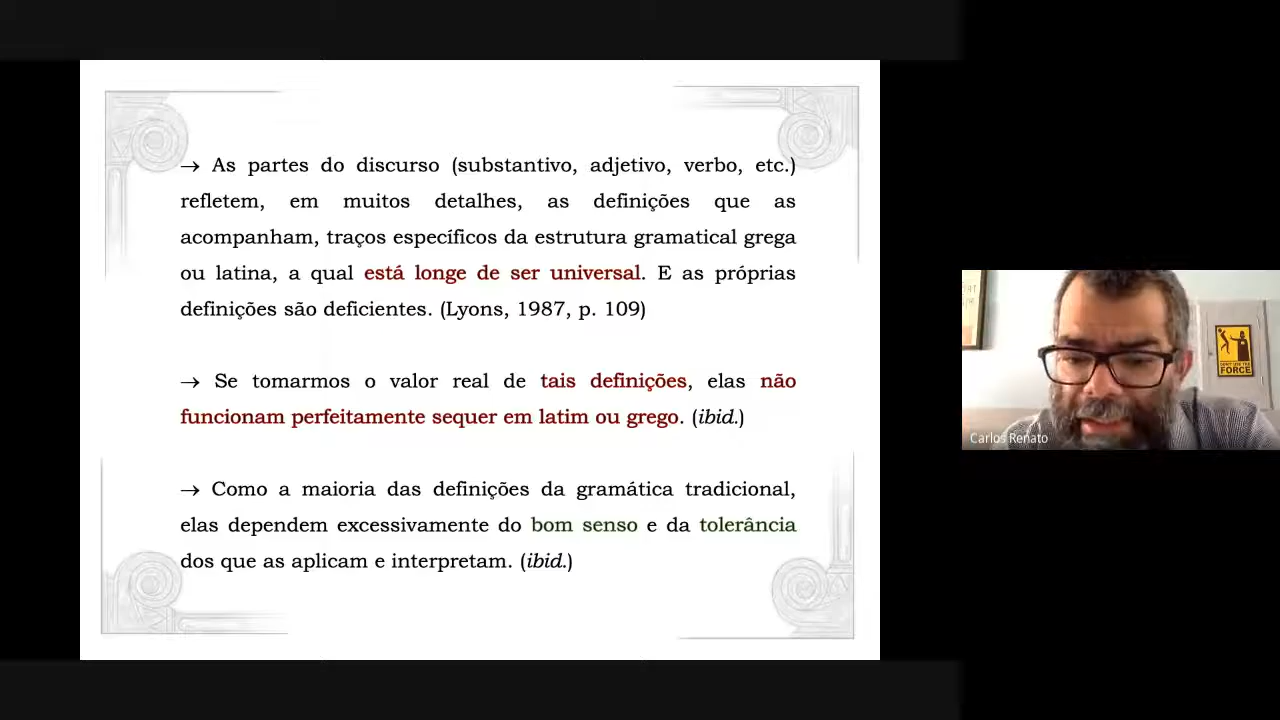 → As partes do discurso (substantivo, adjetivo, verbo, etc.)
refletem, em muitos detalhes, as definições que as
acompanham, traços específicos da estrutura gramatical grega
ou latina, a qual está longe de ser universal. E as próprias
definições são deficientes. (Lyons, 1987, p. 109)
→ Se tomarmos o valor real de tais definições, elas não
funcionam perfeitamente sequer em latim ou grego. (ibid.)
→ Como a maioria das definições da gramática tradicional,
elas dependem excessivamente do bom senso e da tolerância
dos que as aplicam e interpretam. (ibid.)
FORCE
Carlos Renato